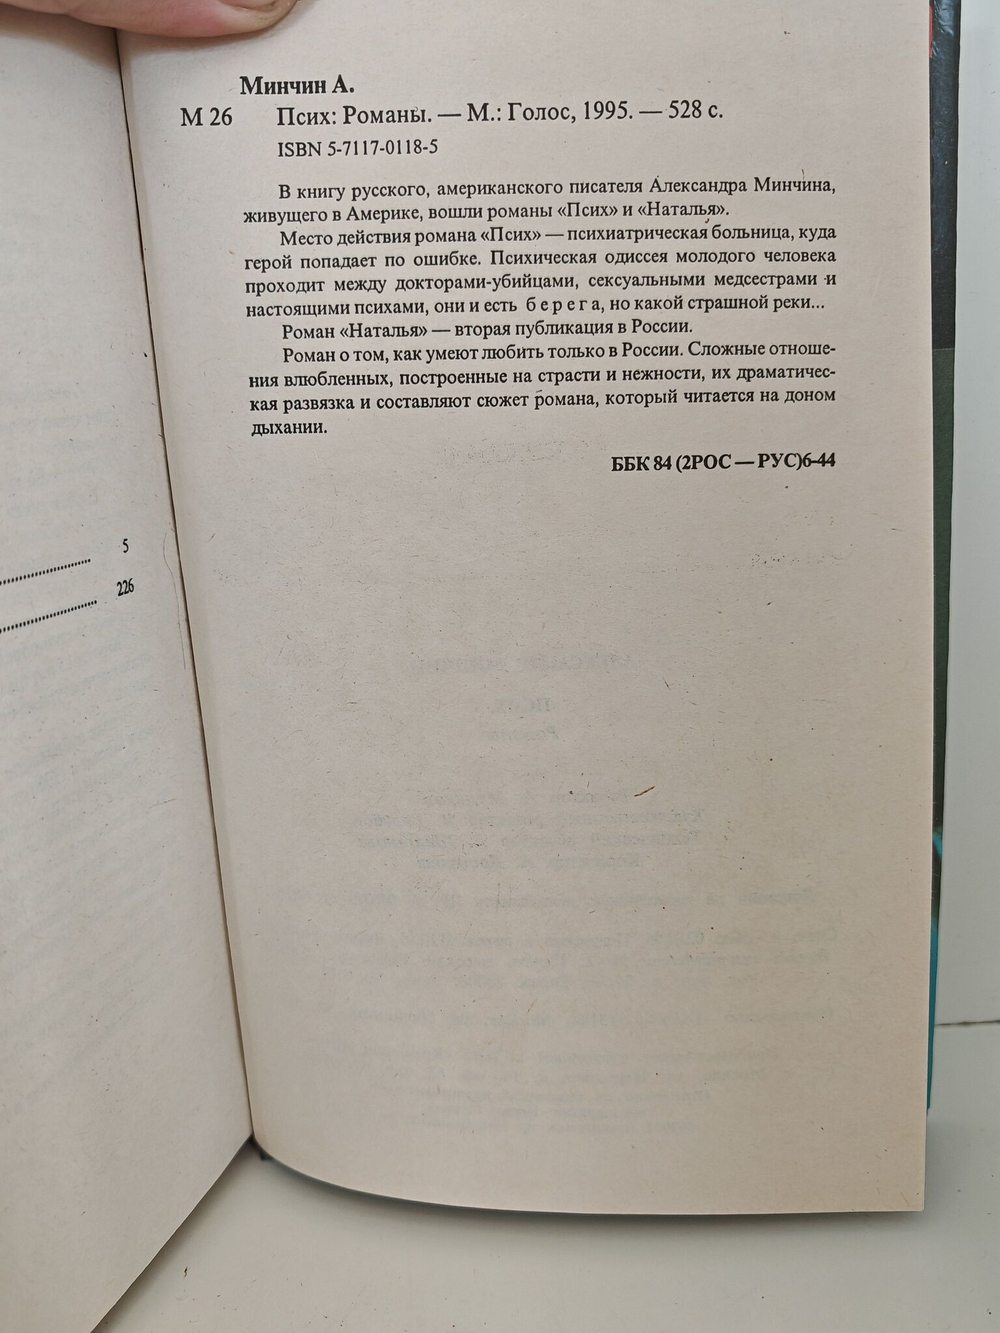 Минчин А.
М 26 Псих: Романы. — М.: Голос, 1995. — 528 с.
ISBN 5-7117-0118-5
В книгу русского, американского писателя Александра Минчина,
живущего в Америке, вошли романы «Псих» и «Наталья».
Место действия романа «Псих» — психиатрическая больница, куда
герой попадает по ошибке. Психическая одиссея молодого человека
проходит между докторами-убийцами, сексуальными медсестрами и
настоящими психами, они и есть берега, но какой страшной реки...
Роман «Наталья» — вторая публикация в России.
Роман о том, как умеют любить только в России. Сложные отноше-
ния влюбленных, построенные на страсти и нежности, их драматичес-
кая развязка и составляют сюжет романа, который читается на доном
дыхании.
ББК 84 (2РОС — РУС)6-44
5
226